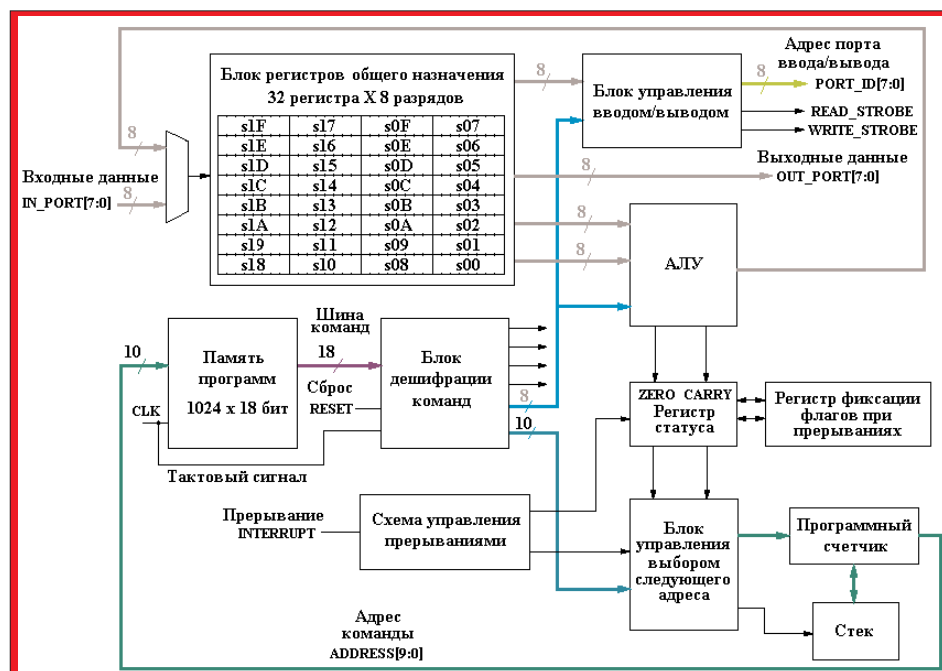 Блок регистров общего назначения
32 регистра X 8 разрядов
s1F s17 s0F s07
s1E s16 s0E s06
s1D s15 s0D s05
s1C s14 s0C s04
s1B s13 s0B s03
s1A s12 s0A s02
s19 s11 s09 s01
s18 s10 s08 s00
8
Входные данные
8
IN_PORT[7:0]
8
8
8
8
Блок управления
вводом/выводом
Адрес порта
ввода/вывода
8
PORT_ID[7:0]
READ_STROBE
WRITE_STROBE
Выходные данные
OUT_PORT[7:0]
АЛУ
10
Память
программ
1024 x 18 бит
CLK
Шина
команд
18
Сброс
RESET
Тактовый сигнал
Блок
дешифрации
команд
8
10
ZERO CARRY
Регистр
статуса
Регистр фиксации
флагов при
прерываниях
Прерывание
INTERRUPT
Схема управления
прерываниями
Блок
управления
выбором
следующего
адреса
Программный
счетчик
Стек
Адрес
команды
ADDRESS[9:0]